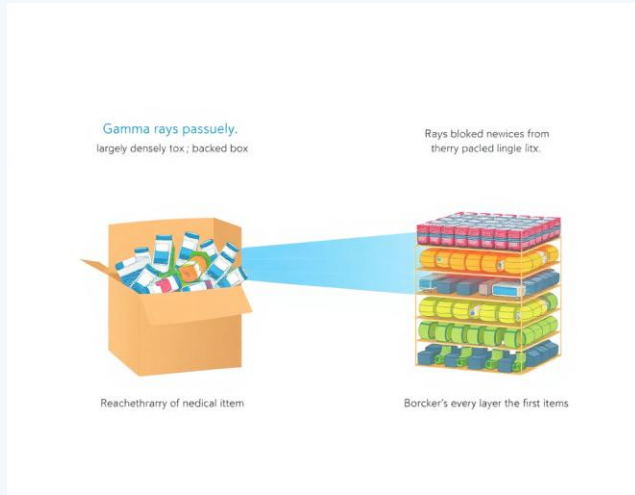 Gamma rays passuely.
largely densely tox; backed box
Rays bloked newices from
therry pacled lingle litx.
Reachethrarry of nedical ittem
Borcker's every layer the first items